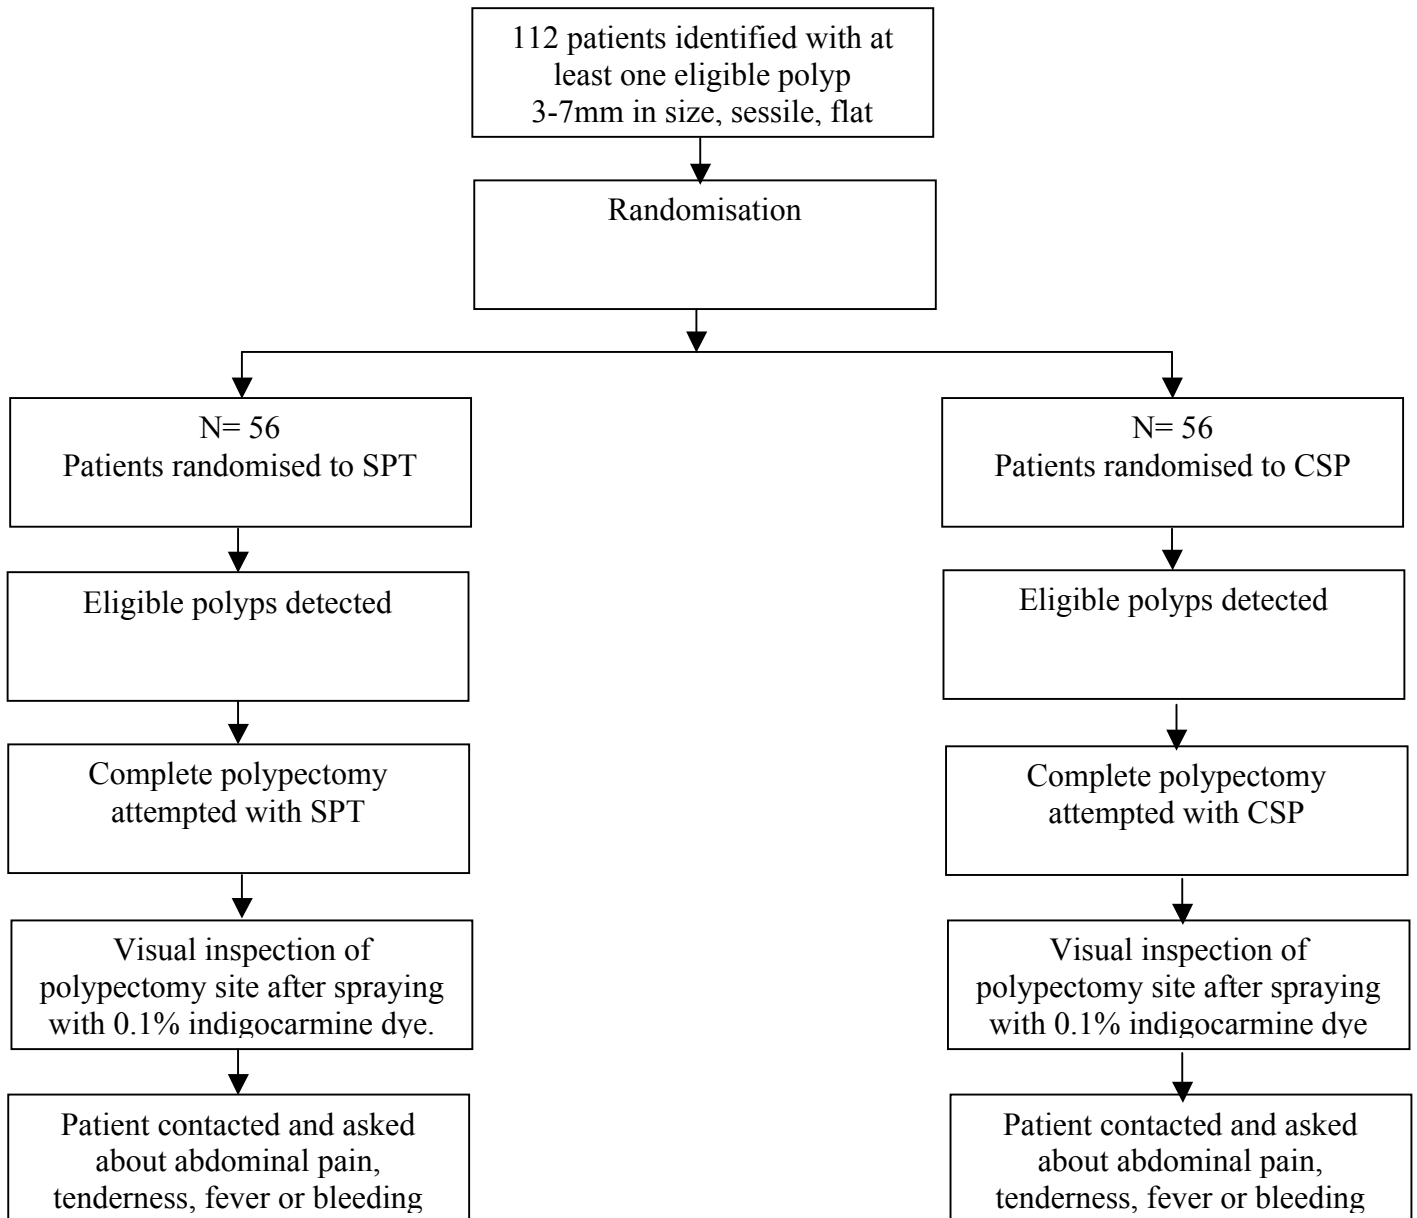 112 patients identified with at
least one eligible polyp
3-7mm in size, sessile, flat
Randomisation
N= 56
Patients randomised to SPT
N= 56
Patients randomised to CSP
Eligible polyps detected
Eligible polyps detected
Complete polypectomy
attempted with SPT
Complete polypectomy
attempted with CSP
Visual inspection of
polypectomy site after spraying
with 0.1% indigocarmine dye.
Visual inspection of
polypectomy site after spraying
with 0.1% indigocarmine dye
Patient contacted and asked
about abdominal pain,
tenderness, fever or bleeding
Patient contacted and asked
about abdominal pain,
tenderness, fever or bleeding